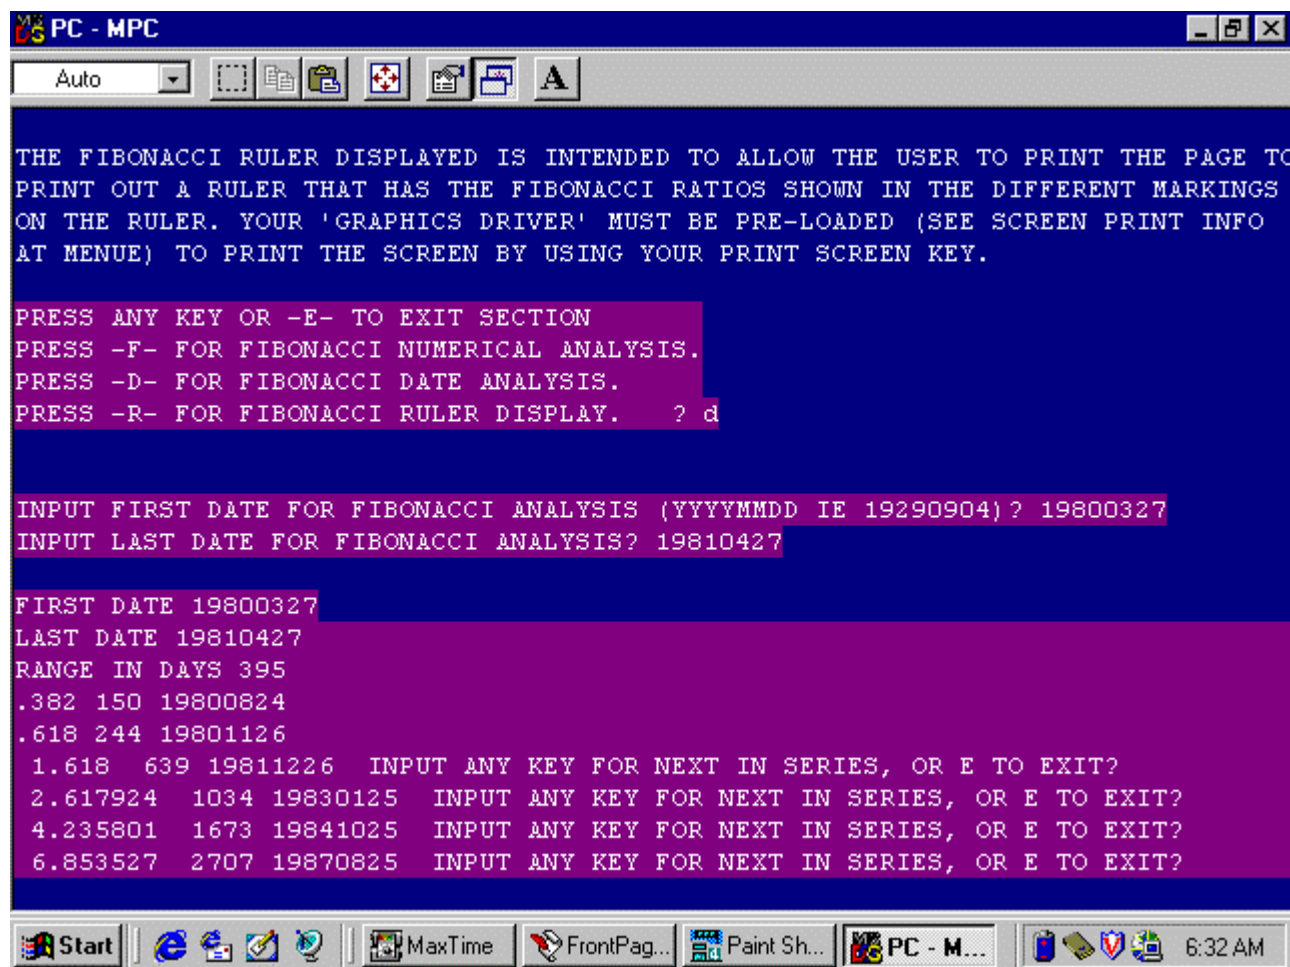 PC - MPC
Auto
A
THE FIBONACCI RULER DISPLAYED IS INTENDED TO ALLOW THE USER TO PRINT THE PAGE TO
PRINT OUT A RULER THAT HAS THE FIBONACCI RATIOS SHOWN IN THE DIFFERENT MARKINGS
ON THE RULER. YOUR 'GRAPHICS DRIVER' MUST BE PRE-LOADED (SEE SCREEN PRINT INFO
AT MENUE) TO PRINT THE SCREEN BY USING YOUR PRINT SCREEN KEY.
PRESS ANY KEY OR -E- TO EXIT SECTION
PRESS -F- FOR FIBONACCI NUMERICAL ANALYSIS.
PRESS -D- FOR FIBONACCI DATE ANALYSIS.
PRESS -R- FOR FIBONACCI RULER DISPLAY. ? d
INPUT FIRST DATE FOR FIBONACCI ANALYSIS (YYYYMMDD IE 19290904)? 19800327
INPUT LAST DATE FOR FIBONACCI ANALYSIS? 19810427
FIRST DATE 19800327
LAST DATE 19810427
RANGE IN DAYS 395
.382 150 19800824
.618 244 19801126
1.618 639 19811226 INPUT ANY KEY FOR NEXT IN SERIES, OR E TO EXIT?
2.617924 1034 19830125 INPUT ANY KEY FOR NEXT IN SERIES, OR E TO EXIT?
4.235801 1673 19841025 INPUT ANY KEY FOR NEXT IN SERIES, OR E TO EXIT?
6.853527 2707 19870825 INPUT ANY KEY FOR NEXT IN SERIES, OR E TO EXIT?
Start MaxTime FrontPag... Paint Sh... PC - M... 6:32 AM